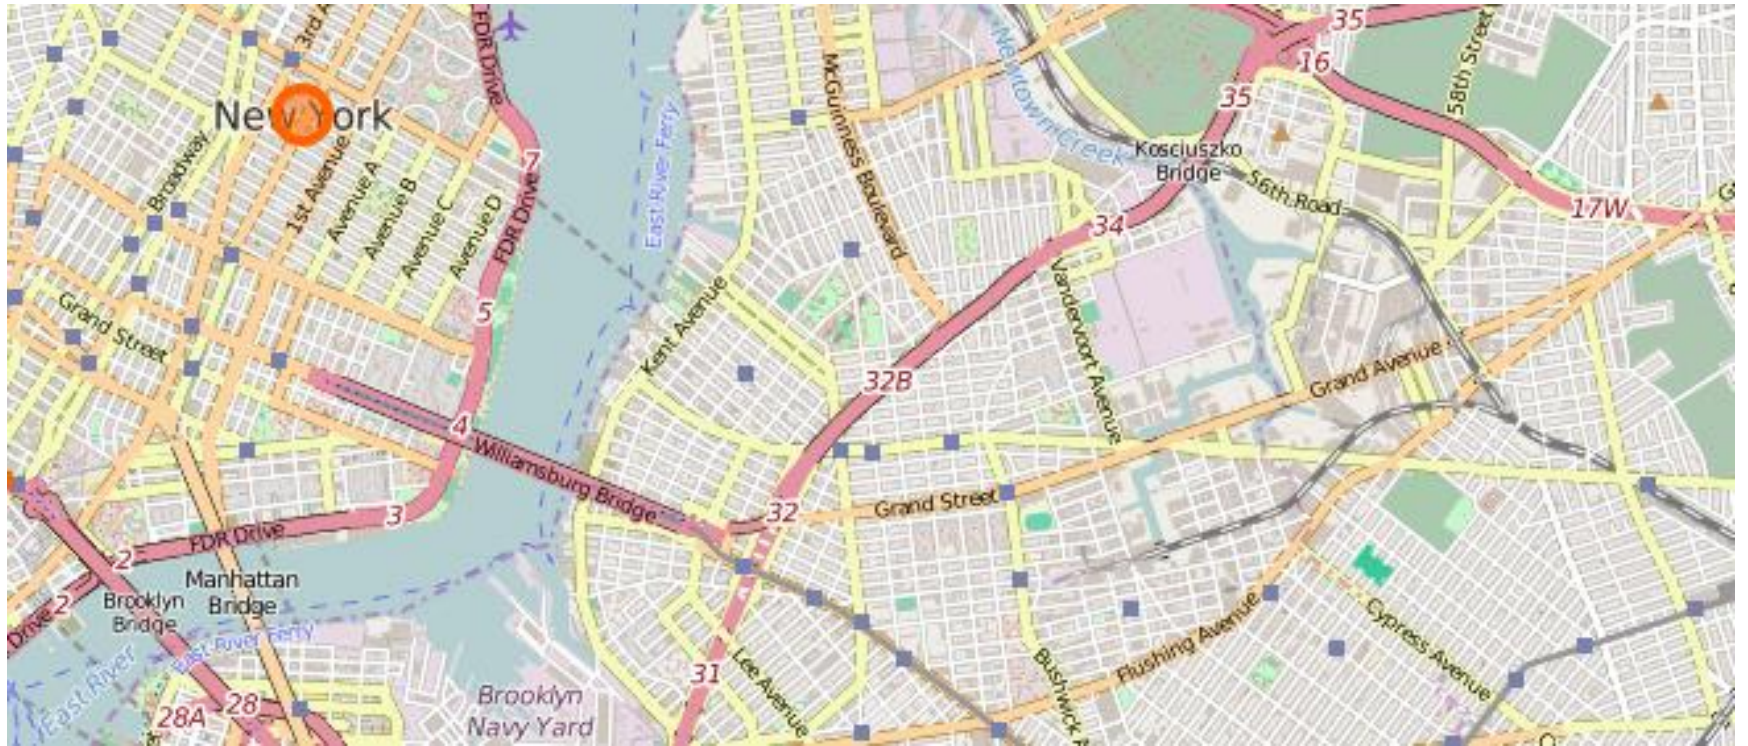 FDR Drive
35
58th Street
3rd A
16
McGuinness Boulevard
Newtown Creek
35
New York
Broadway
1st Avenue
Avenue A
Avenue B
Avenue C
Avenue D
7
FDR Drive
East River Ferry
Kosciuszko
Bridge
56th Road
17W
34
Grand Street
5
Kent Avenue
Vandervoort Avenue
32B
Grand Avenue
4
Williamsburg Bridge
3
32
Grand Street
FDR Drive
2
Manhattan
Bridge
Brooklyn
Bridge
2
Drive
East River Ferry
East River
28
28A
31
Lee Avenue
Brooklyn
Navy Yard
Bushwick A
Flushing Avenue
Cypress Avenue